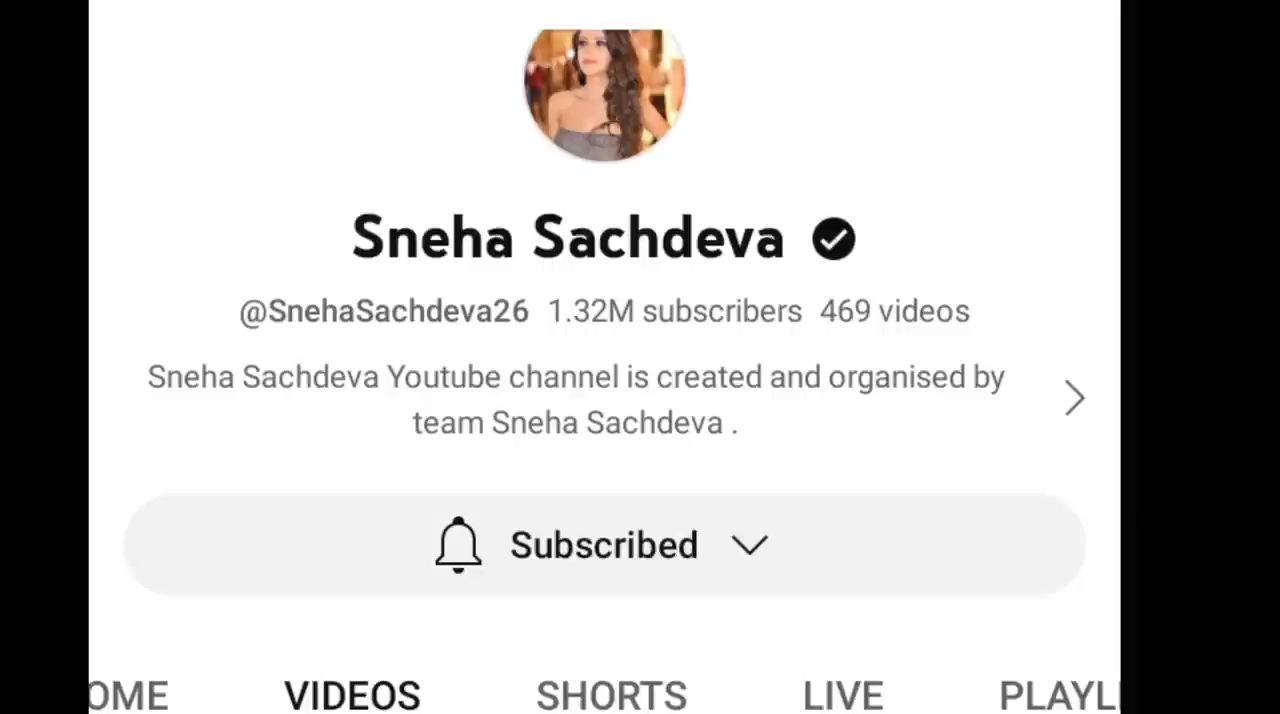 Sneha Sachdeva
@SnehaSachdeva26 1.32M subscribers 469 videos
Sneha Sachdeva Youtube channel is created and organised by
team Sneha Sachdeva .
Subscribed
OME VIDEOS SHORTS LIVE PLAYL